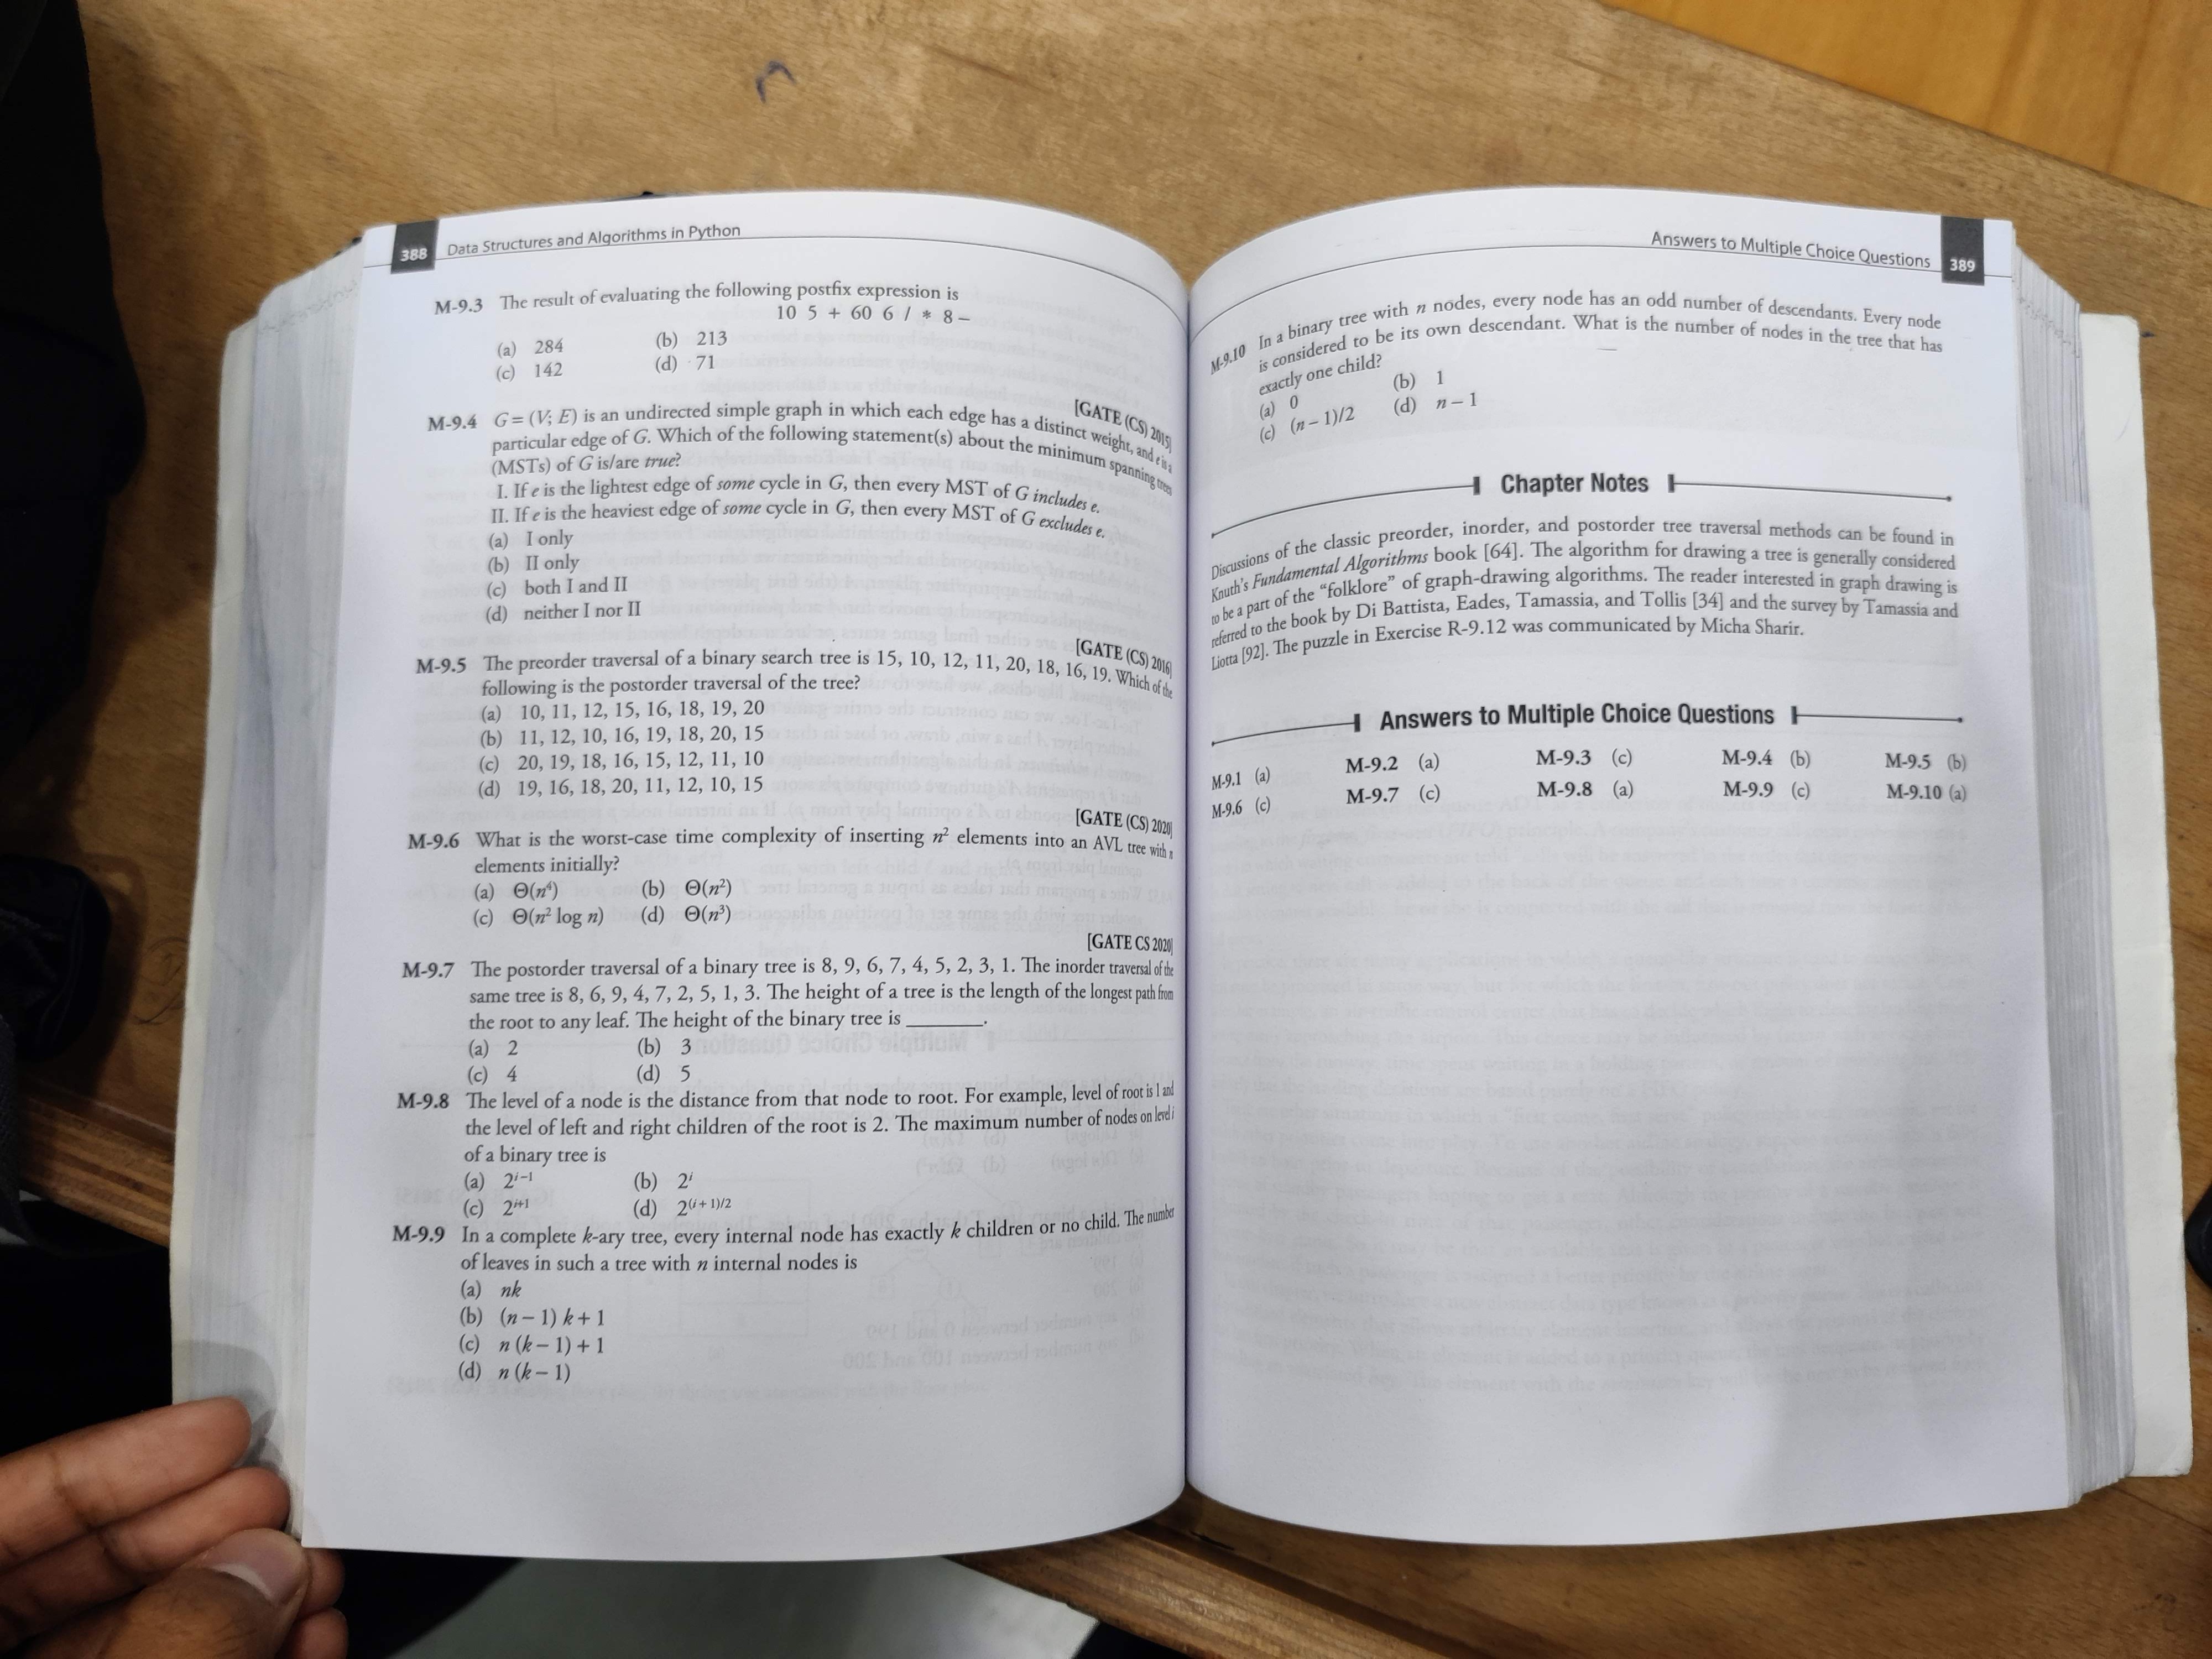 388 Data Structures and Algorithms in Python
M-9.3 The result of evaluating the following postfix expression is
10 5 + 60 6 / * 8 –
(a) 284 (b) 213
(c) 142 (d) 71
[GATE (CS) 2015]
M-9.4 G = (V; E) is an undirected simple graph in which each edge has a distinct weight, and e is a
particular edge of G. Which of the following statement(s) about the minimum spanning trees
(MSTs) of G is/are true?
I. If e is the lightest edge of some cycle in G, then every MST of G includes e.
II. If e is the heaviest edge of some cycle in G, then every MST of G excludes e.
(a) I only
(b) II only
(c) both I and II
(d) neither I nor II
[GATE (CS) 2016]
M-9.5 The preorder traversal of a binary search tree is 15, 10, 12, 11, 20, 18, 16, 19. Which of the
following is the postorder traversal of the tree?
(a) 10, 11, 12, 15, 16, 18, 19, 20
(b) 11, 12, 10, 16, 19, 18, 20, 15
(c) 20, 19, 18, 16, 15, 12, 11, 10
(d) 19, 16, 18, 20, 11, 12, 10, 15
[GATE (CS) 2020]
M-9.6 What is the worst-case time complexity of inserting n² elements into an AVL tree with n
elements initially?
(a) Θ(n⁴) (b) Θ(n²)
(c) Θ(n² log n) (d) Θ(n³)
[GATE CS 2020]
M-9.7 The postorder traversal of a binary tree is 8, 9, 6, 7, 4, 5, 2, 3, 1. The inorder traversal of the
same tree is 8, 6, 9, 4, 7, 2, 5, 1, 3. The height of a tree is the length of the longest path from
the root to any leaf. The height of the binary tree is ________.
(a) 2 (b) 3
(c) 4 (d) 5
M-9.8 The level of a node is the distance from that node to root. For example, level of root is 1 and
the level of left and right children of the root is 2. The maximum number of nodes on level i
of a binary tree is
(a) 2^(i–1) (b) 2^i
(c) 2^(i+1) (d) 2^((i + 1)/2)
M-9.9 In a complete k-ary tree, every internal node has exactly k children or no child. The number
of leaves in such a tree with n internal nodes is
(a) nk
(b) (n – 1) k + 1
(c) n (k – 1) + 1
(d) n (k – 1)
Answers to Multiple Choice Questions 389
M-9.10 In a binary tree with n nodes, every node has an odd number of descendants. Every node
is considered to be its own descendant. What is the number of nodes in the tree that has
exactly one child?
(a) 0 (b) 1
(c) (n – 1)/2 (d) n – 1
Chapter Notes
Discussions of the classic preorder, inorder, and postorder tree traversal methods can be found in
Knuth's Fundamental Algorithms book [64]. The algorithm for drawing a tree is generally considered
to be a part of the “folklore” of graph-drawing algorithms. The reader interested in graph drawing is
referred to the book by Di Battista, Eades, Tamassia, and Tollis [34] and the survey by Tamassia and
Liotta [92]. The puzzle in Exercise R-9.12 was communicated by Micha Sharir.
Answers to Multiple Choice Questions
M-9.1 (a) M-9.2 (a) M-9.3 (c) M-9.4 (b) M-9.5 (b)
M-9.6 (c) M-9.7 (c) M-9.8 (a) M-9.9 (c) M-9.10 (a)